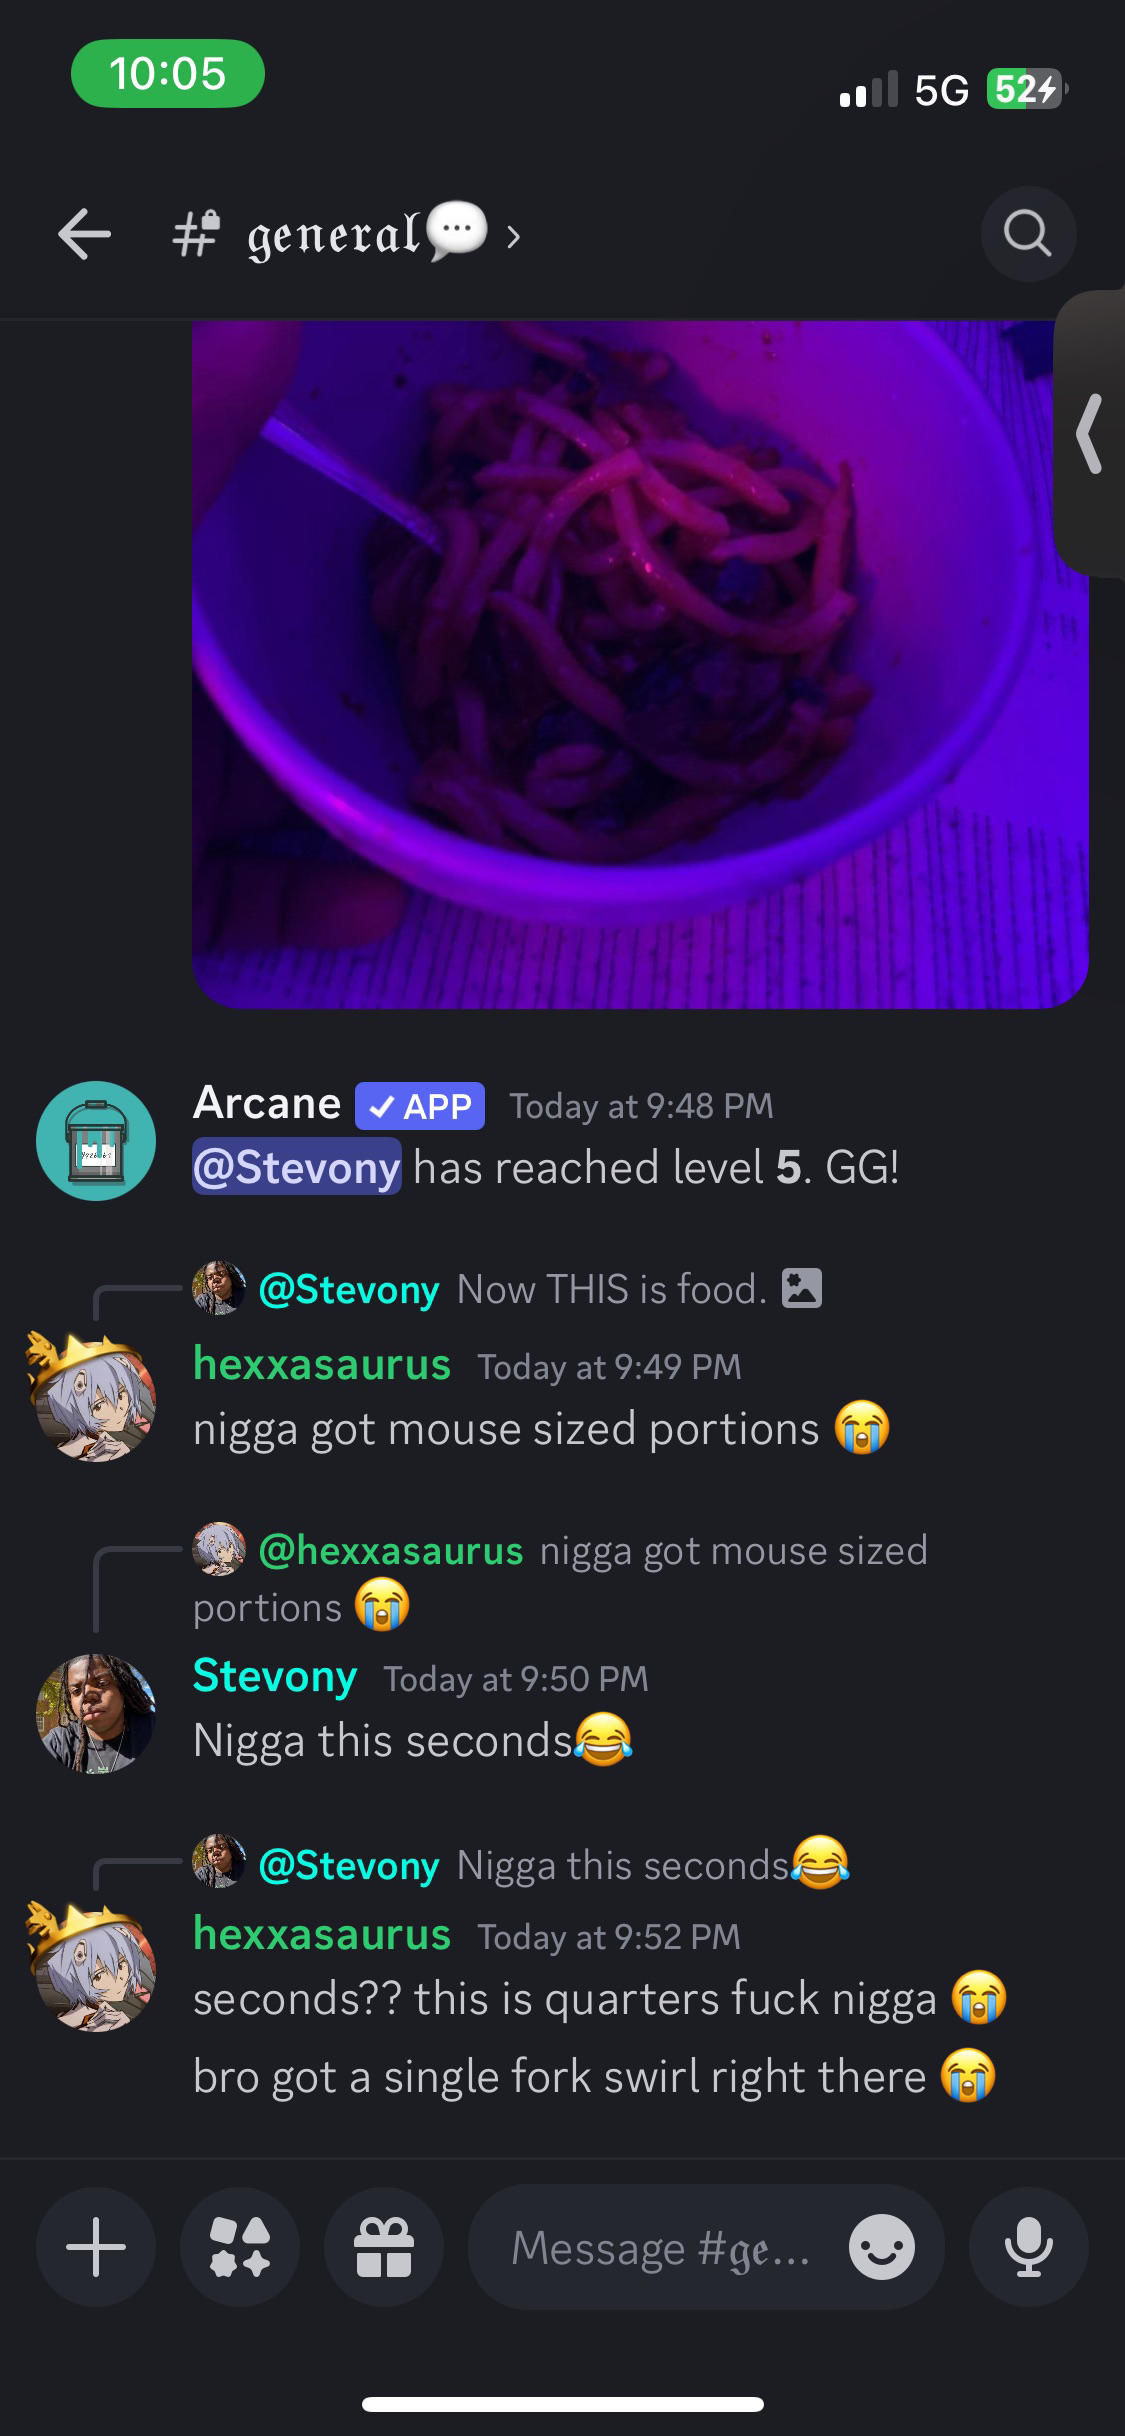 10:05
5G
52
general
Arcane APP Today at 9:48 PM
@Stevony has reached level 5. GG!
@Stevony Now THIS is food.
hexxasaurus Today at 9:49 PM
nigga got mouse sized portions 😭
@hexxasaurus nigga got mouse sized
portions 😭
Stevony Today at 9:50 PM
Nigga this seconds😂
@Stevony Nigga this seconds😂
hexxasaurus Today at 9:52 PM
seconds?? this is quarters fuck nigga 😭
bro got a single fork swirl right there 😭
Message #ge...